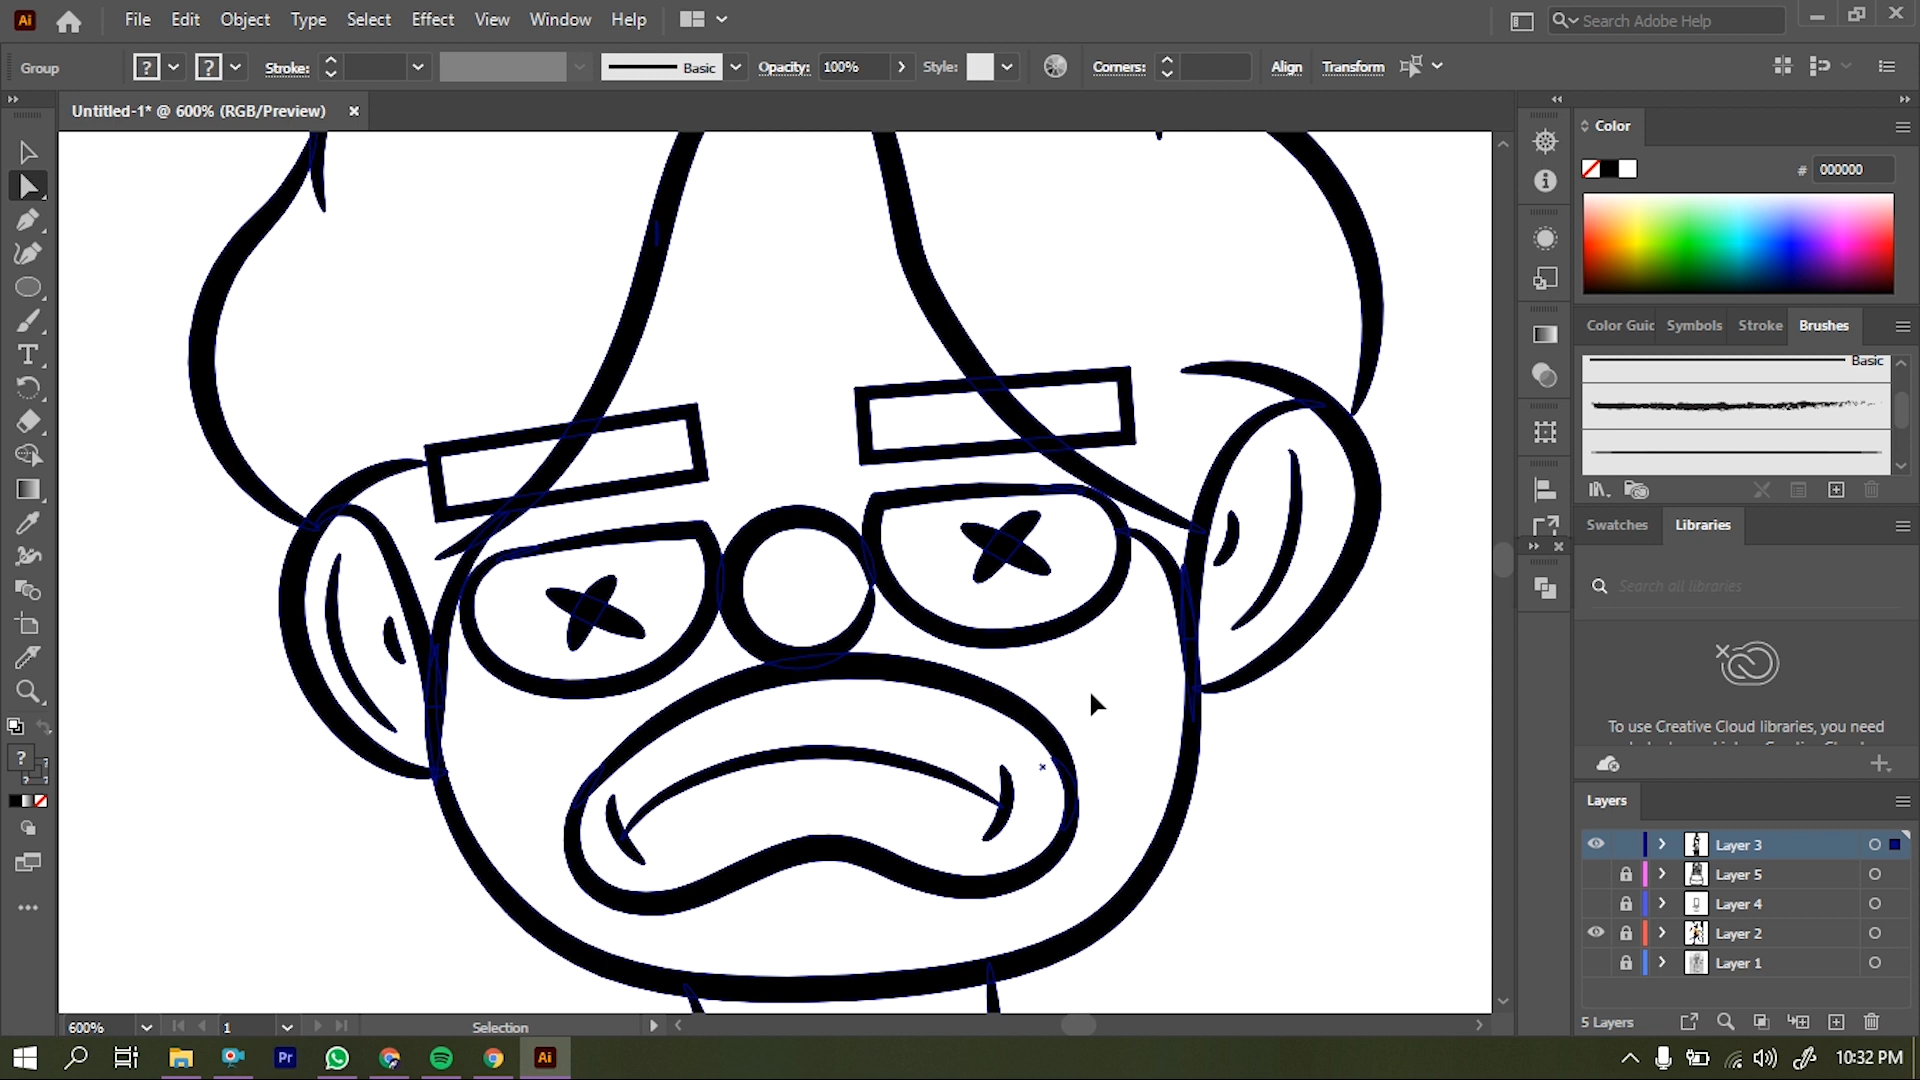 Ai File Edit Object Type Select Effect View Window Help Search Adobe Help
Group ? ? Stroke: Basic Opacity: 100% Style: Corners: Align Transform
Untitled-1* @ 600% (RGB/Preview)
Color
# 000000
Color Guic Symbols Stroke Brushes
Basic
Swatches Libraries
Search all libraries
To use Creative Cloud libraries, you need
Layers
Layer 3
Layer 5
Layer 4
Layer 2
Layer 1
5 Layers
600% 1 Selection
Pr Ai 10:32 PM